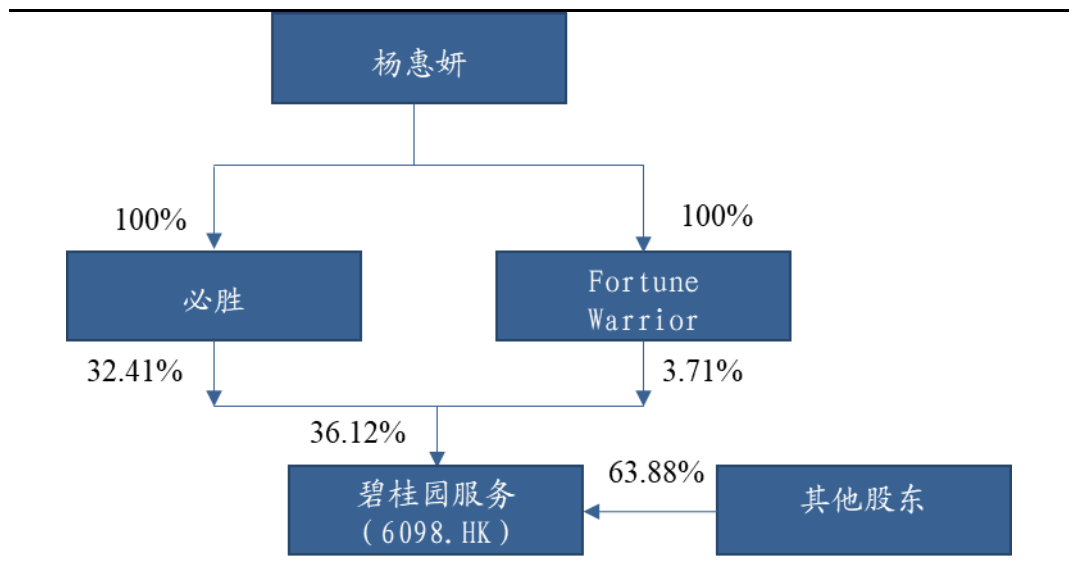 杨惠妍
100%
100%
必胜
Fortune
Warrior
32.41%
3.71%
36.12%
63.88%
碧桂园服务
(6098.HK)
其他股东